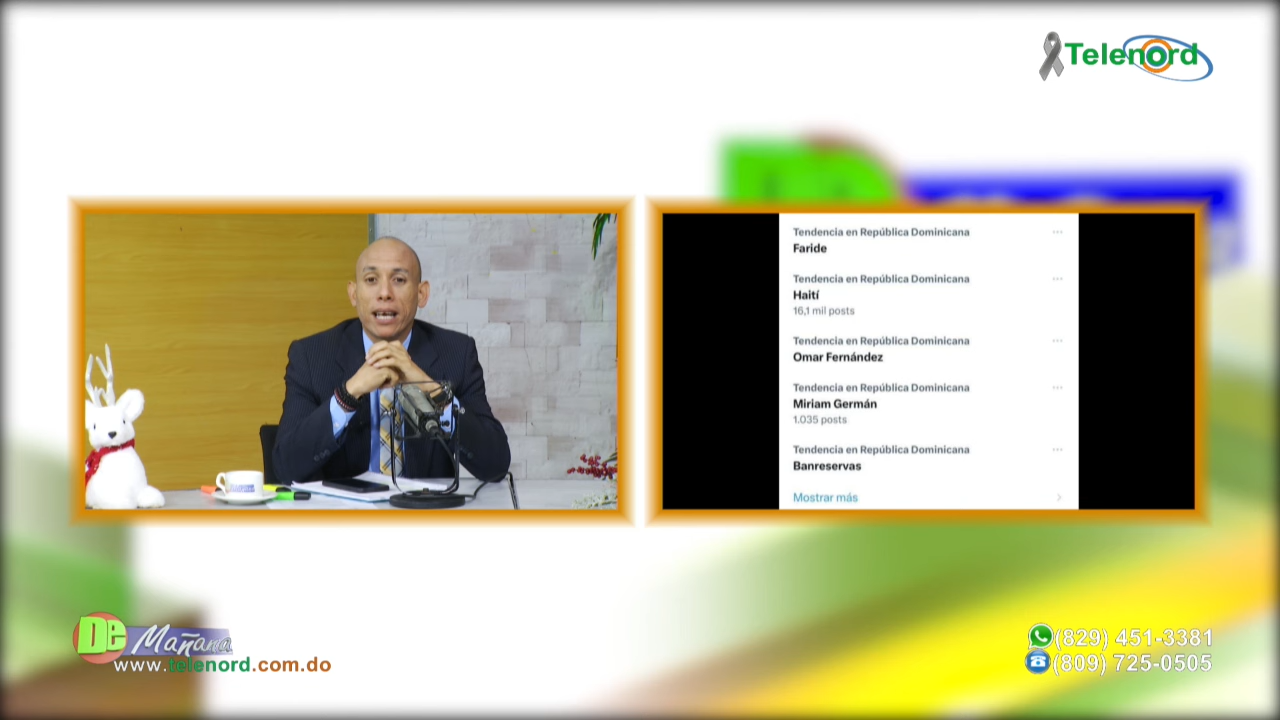 Telenord
Tendencia en República Dominicana
Faride
Tendencia en República Dominicana
Haití
16,1 mil posts
Tendencia en República Dominicana
Omar Fernández
Tendencia en República Dominicana
Miriam Germán
1.035 posts
Tendencia en República Dominicana
Banreservas
Mostrar más
De Mañana
www.telenord.com.do
(829) 451-3381
(809) 725-0505